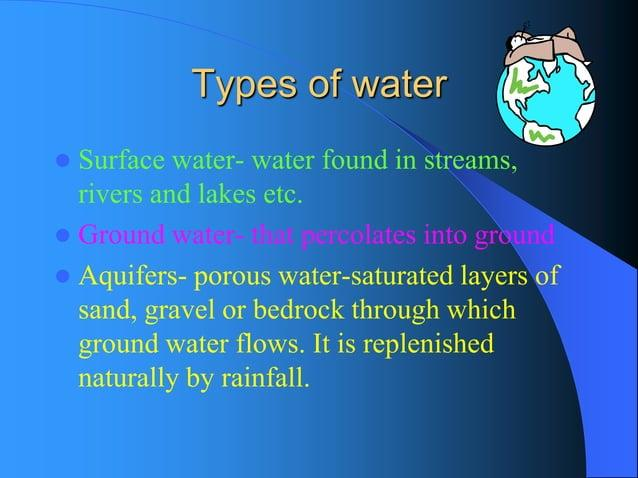 Types of water
Surface water- water found in streams,
rivers and lakes etc.
Ground water- that percolates into ground
Aquifers- porous water-saturated layers of
sand, gravel or bedrock through which
ground water flows. It is replenished
naturally by rainfall.